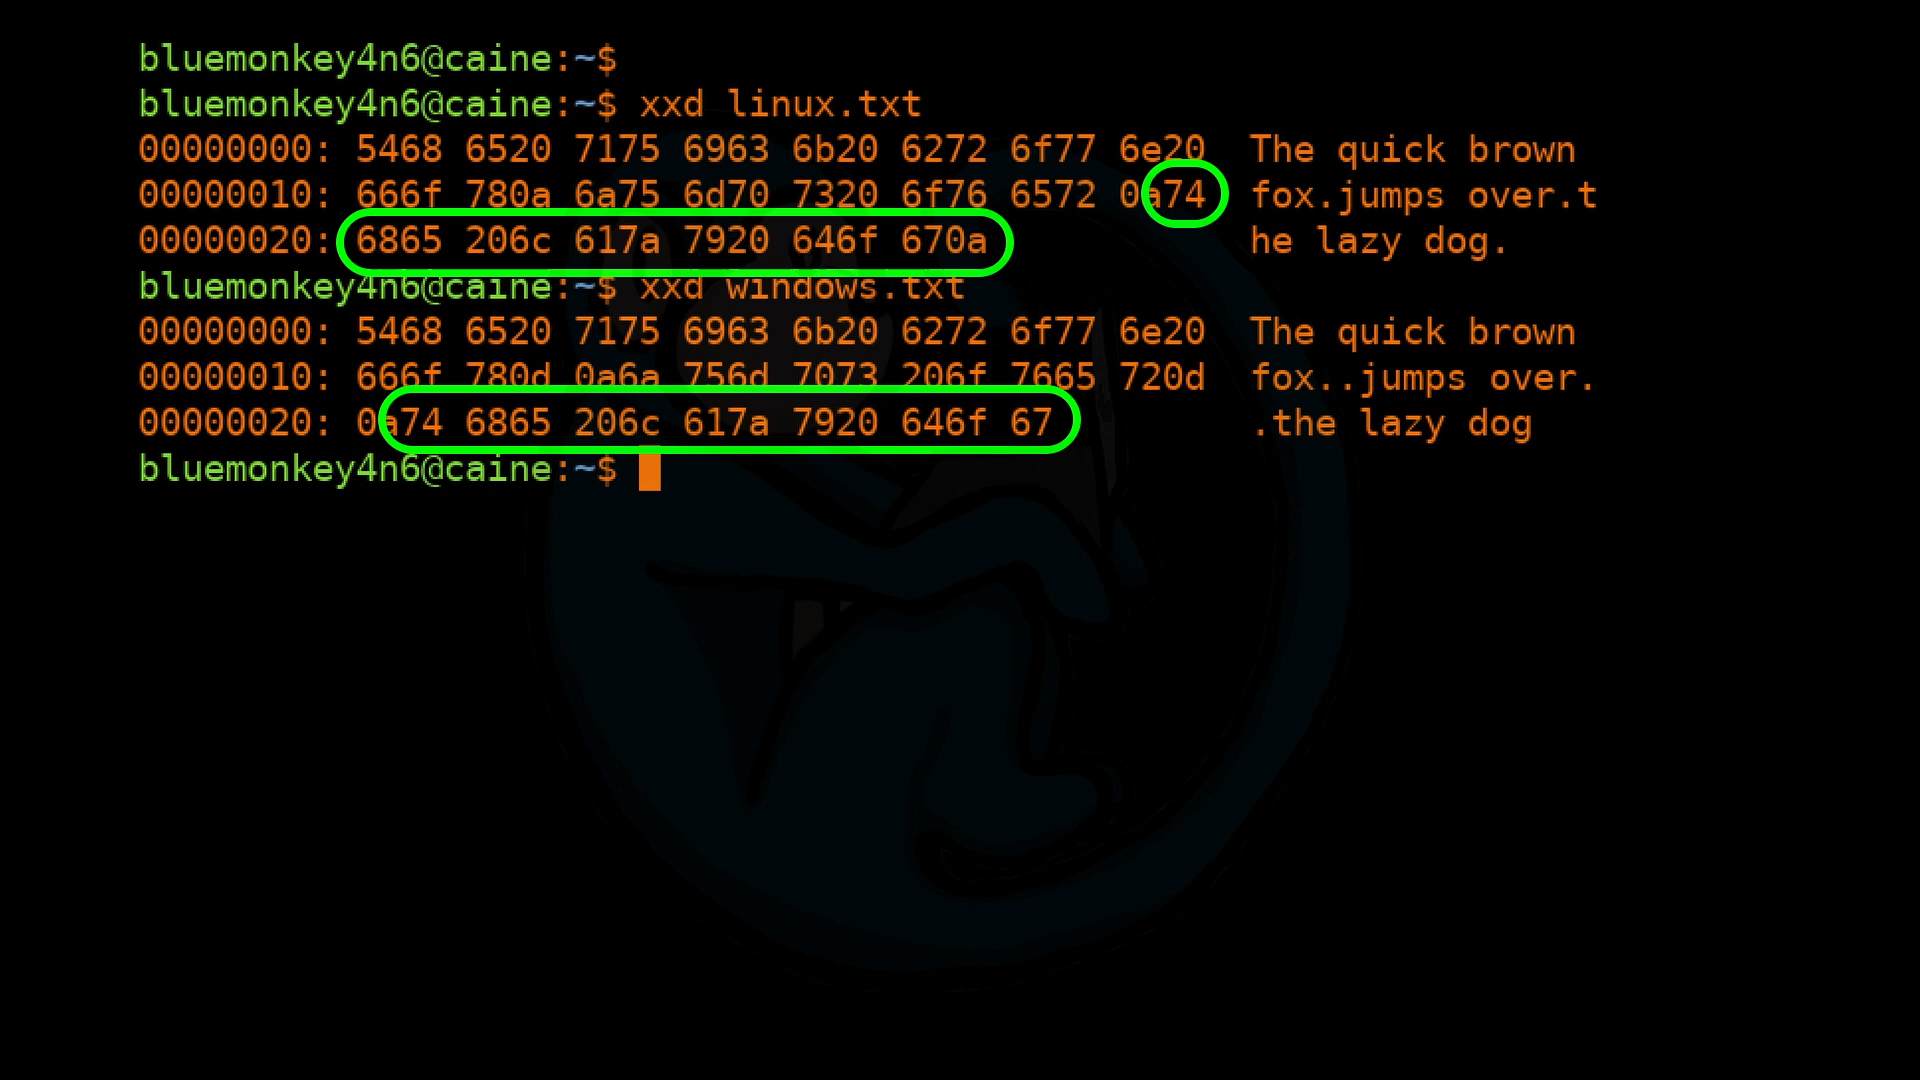 bluemonkey4n6@caine:~$
bluemonkey4n6@caine:~$ xxd linux.txt
00000000: 5468 6520 7175 6963 6b20 6272 6f77 6e20  The quick brown
00000010: 666f 780a 6a75 6d70 7320 6f76 6572 0a74  fox.jumps over.t
00000020: 6865 206c 617a 7920 646f 670a            he lazy dog.
bluemonkey4n6@caine:~$ xxd windows.txt
00000000: 5468 6520 7175 6963 6b20 6272 6f77 6e20  The quick brown
00000010: 666f 780d 0a6a 756d 7073 206f 7665 720d  fox..jumps over.
00000020: 0a74 6865 206c 617a 7920 646f 67         .the lazy dog
bluemonkey4n6@caine:~$